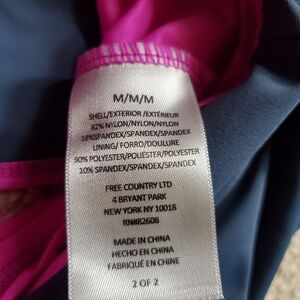 M/M/M
SHELL/EXTERIOR/EXTÉRIEUR
82% NYLON/NYLON/NYLON
18% SPANDEX/SPANDEX/SPANDEX
LINING/ FORRO/DOULURE
90% POLYESTER/POLIÉSTER/POLYESTER
10% SPANDEX/SPANDEX/SPANDEX
FREE COUNTRY LTD
4 BRYANT PARK
NEW YORK NY 10018
RN#82608
MADE IN CHINA
HECHO EN CHINA
FABRIQUÉ EN CHINE
2 OF 2